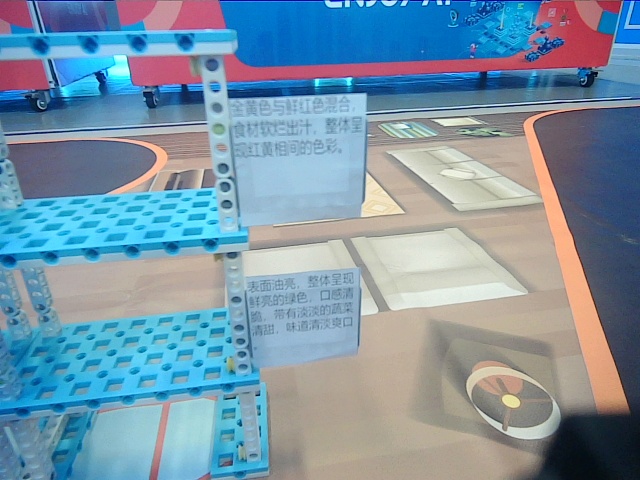 ENJOY AI
金黄色与鲜红色混合，
食材软烂出汁，整体呈
现红黄相间的色彩。
表面油亮，整体呈现
鲜亮的绿色，口感清
脆，带有淡淡的蔬菜
清甜，味道清淡爽口